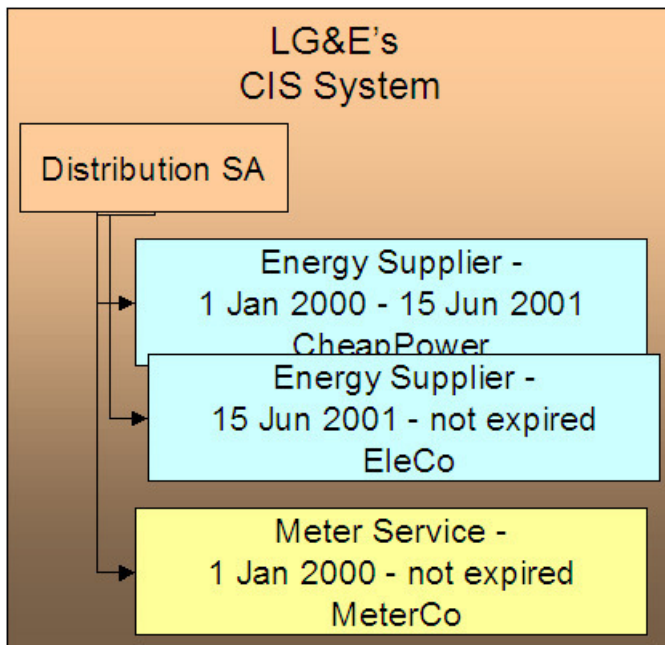 LG&E's
CIS System
Distribution SA
Energy Supplier -
1 Jan 2000 - 15 Jun 2001
CheapPower
Energy Supplier -
15 Jun 2001 - not expired
EleCo
Meter Service -
1 Jan 2000 - not expired
MeterCo